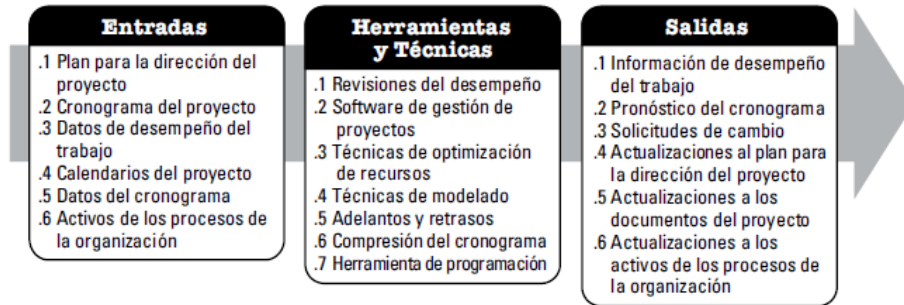 Entradas
.1 Plan para la dirección del
proyecto
.2 Cronograma del proyecto
.3 Datos de desempeño del
trabajo
.4 Calendarios del proyecto
.5 Datos del cronograma
.6 Activos de los procesos de
la organización
Herramientas
y Técnicas
.1 Revisiones del desempeño
.2 Software de gestión de
proyectos
.3 Técnicas de optimización
de recursos
.4 Técnicas de modelado
.5 Adelantos y retrasos
.6 Compresión del cronograma
.7 Herramienta de programación
Salidas
.1 Información de desempeño
del trabajo
.2 Pronóstico del cronograma
.3 Solicitudes de cambio
.4 Actualizaciones al plan para
la dirección del proyecto
.5 Actualizaciones a los
documentos del proyecto
.6 Actualizaciones a los
activos de los procesos de
la organización